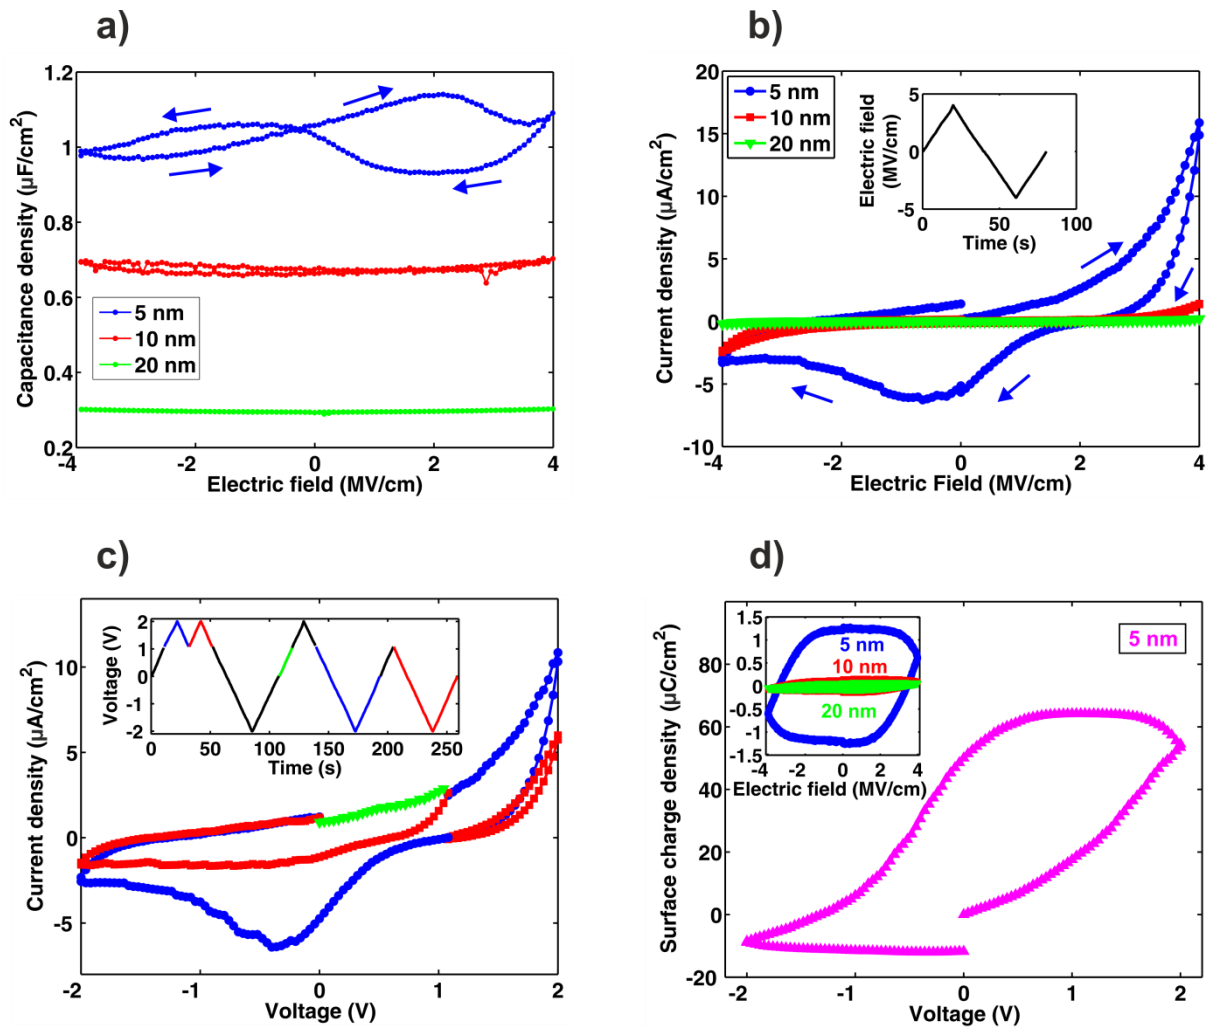 a)
1.2
1
0.8
0.6
0.4
0.2
-4
-2
0
2
4
Capacitance density (µF/cm²)
Electric field (MV/cm)
5 nm
10 nm
20 nm
b)
20
15
10
5
0
-5
-10
-4
-2
0
2
4
Current density (µA/cm²)
Electric Field (MV/cm)
5 nm
10 nm
20 nm
5
0
-5
0
50
100
Electric field
(MV/cm)
Time (s)
c)
10
5
0
-5
-2
-1
0
1
2
Current density (µA/cm²)
Voltage (V)
2
1
0
-1
-2
0
50
100
150
200
250
Voltage (V)
Time (s)
d)
80
60
40
20
0
-20
-2
-1
0
1
2
Surface charge density (µC/cm²)
Voltage (V)
5 nm
1.5
1
0.5
0
-0.5
-1
-1.5
-4
-2
0
2
4
5 nm
10 nm
20 nm
Electric field (MV/cm)